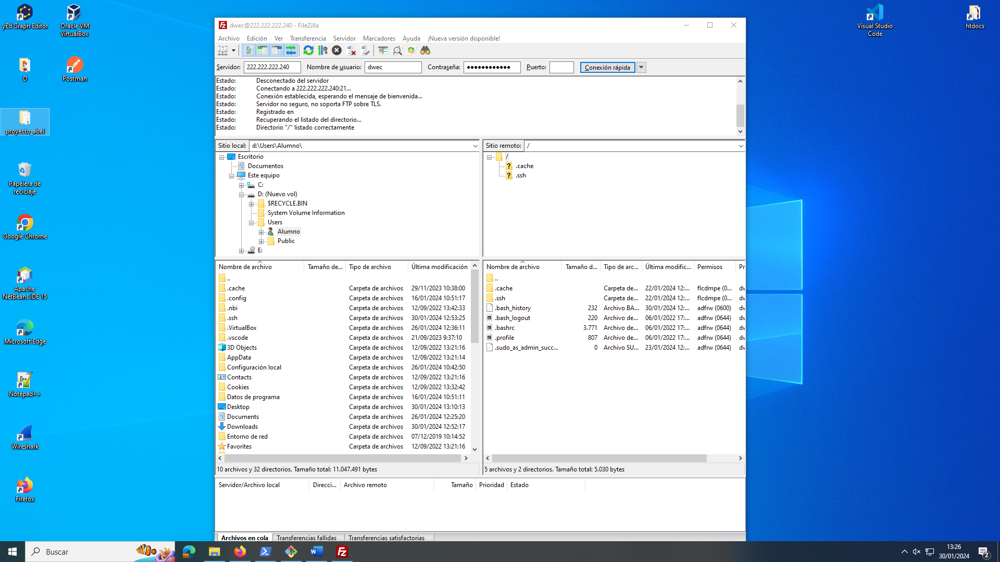 yEd Graph Editor
Oracle VM
VirtualBox
D
Postman
proyecto_abel
Papelera de
reciclaje
Google Chrome
Apache
NetBeans IDE 15
Microsoft Edge
Notepad++
Wireshark
Firefox
Visual Studio
Code
htdocs
dwec@222.222.222.240 - FileZilla
Archivo Edición Ver Transferencia Servidor Marcadores Ayuda ¡Nueva versión disponible!
Servidor: 222.222.222.240 Nombre de usuario: dwec Contraseña: ●●●●●●●●●●●● Puerto: Conexión rápida
Estado: Desconectado del servidor
Estado: Conectando a 222.222.222.240:21...
Estado: Conexión establecida, esperando el mensaje de bienvenida...
Estado: Servidor no seguro, no soporta FTP sobre TLS.
Estado: Registrado en
Estado: Recuperando el listado del directorio...
Estado: Directorio "/" listado correctamente
Sitio local: d:\Users\Alumno\
Escritorio
Documentos
Este equipo
C:
D: (Nuevo vol)
$RECYCLE.BIN
System Volume Information
Users
Alumno
Public
E:
Sitio remoto: /
/
.cache
.ssh
Nombre de archivo Tamaño de... Tipo de archivo Última modificación
..
.cache Carpeta de archivos 29/11/2023 10:38:00
.config Carpeta de archivos 16/01/2024 10:51:17
.nbi Carpeta de archivos 12/09/2022 13:42:33
.ssh Carpeta de archivos 30/01/2024 12:53:25
.VirtualBox Carpeta de archivos 26/01/2024 12:36:11
.vscode Carpeta de archivos 21/09/2023 9:37:10
3D Objects Carpeta de archivos 12/09/2022 13:21:16
AppData Carpeta de archivos 12/09/2022 13:21:14
Configuración local Carpeta de archivos 26/01/2024 10:42:50
Contacts Carpeta de archivos 12/09/2022 13:21:16
Cookies Carpeta de archivos 12/09/2022 13:32:42
Datos de programa Carpeta de archivos 16/01/2024 10:51:11
Desktop Carpeta de archivos 30/01/2024 13:10:13
Documents Carpeta de archivos 26/01/2024 12:25:20
Downloads Carpeta de archivos 30/01/2024 12:52:17
Entorno de red Carpeta de archivos 07/12/2019 10:14:52
Favorites Carpeta de archivos 12/09/2022 13:21:16
10 archivos y 32 directorios. Tamaño total: 11.047.491 bytes
Nombre de archivo Tamaño d... Tipo de arc... Última modific... Permisos Pr
..
.cache Carpeta de... 22/01/2024 12:... flcdmpe (0... dv
.ssh Carpeta de... 22/01/2024 12:... flcdmpe (0... dv
.bash_history 232 Archivo BA... 30/01/2024 12:... adfrw (0600) dv
.bash_logout 220 Archivo de... 06/01/2022 17:... adfrw (0644) dv
.bashrc 3.771 Archivo de... 06/01/2022 17:... adfrw (0644) dv
.profile 807 Archivo de... 06/01/2022 17:... adfrw (0644) dv
.sudo_as_admin_succ... 0 Archivo SU... 23/01/2024 12:... adfrw (0644) dv
5 archivos y 2 directorios. Tamaño total: 5.030 bytes
Servidor/Archivo local Direcci... Archivo remoto Tamaño Prioridad Estado
Archivos en cola Transferencias fallidas Transferencias satisfactorias
Buscar
13:26
30/01/2024
2